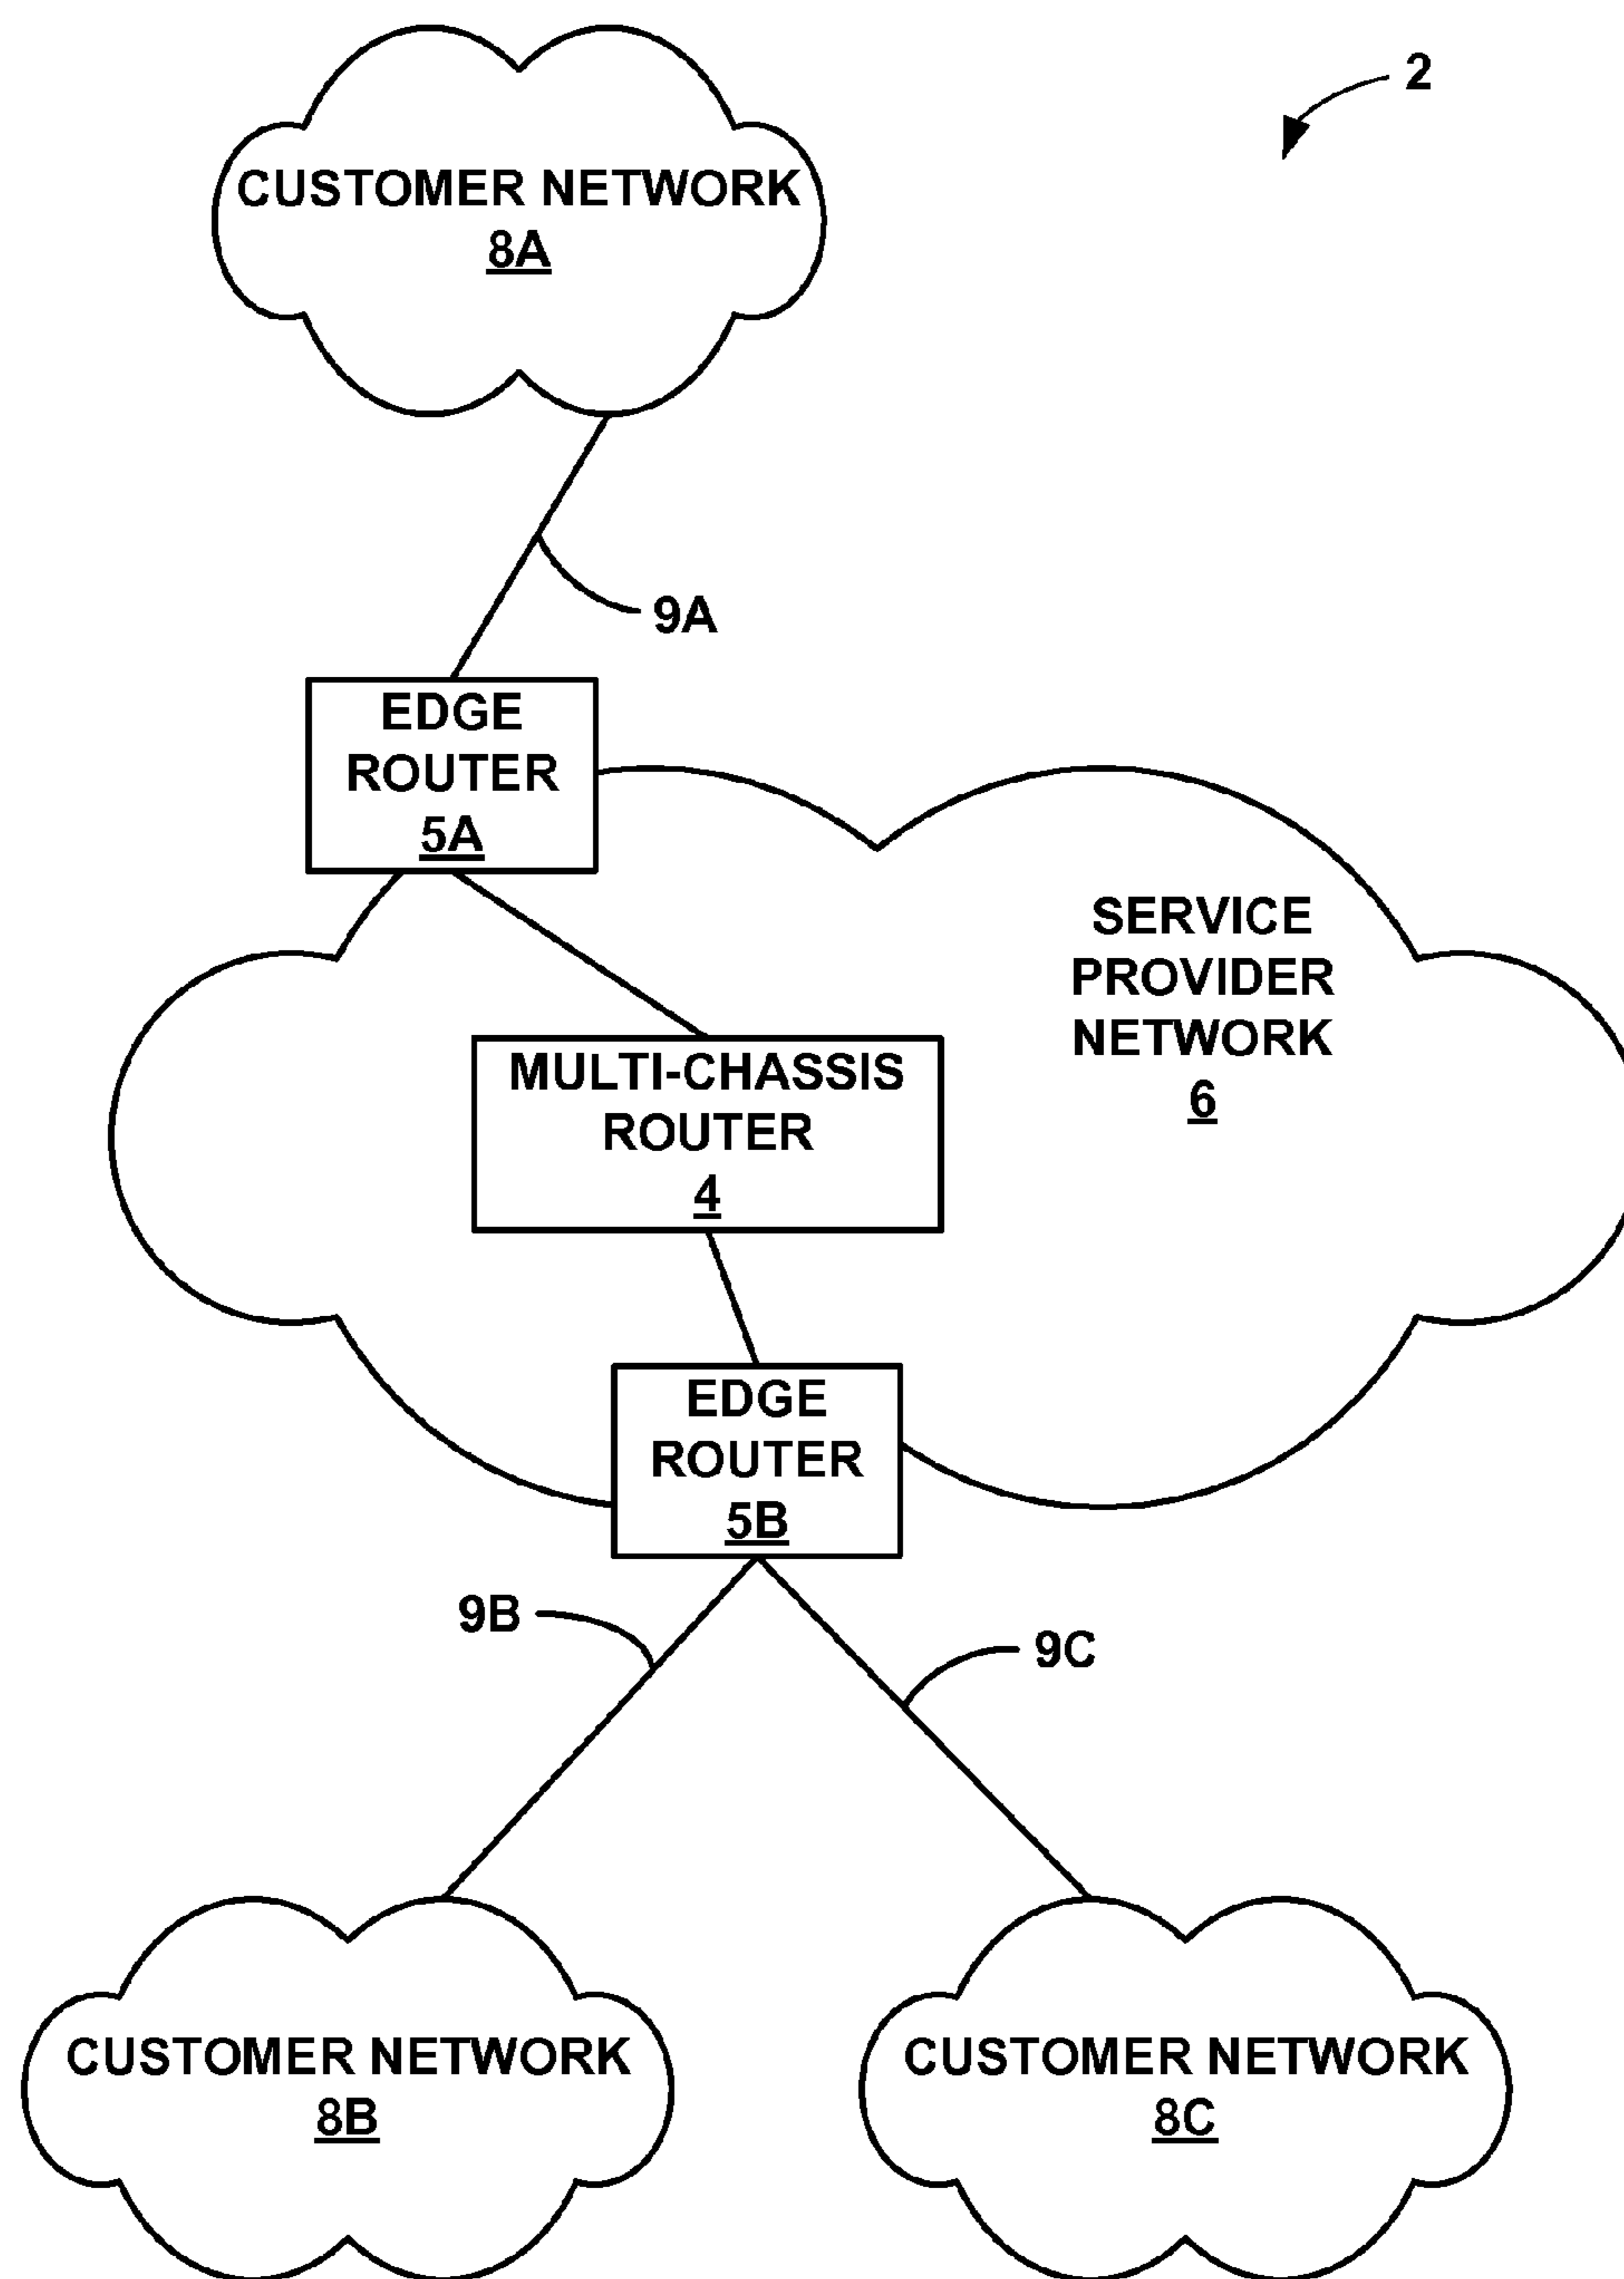 2
CUSTOMER NETWORK
8A
9A
EDGE
ROUTER
5A
SERVICE
PROVIDER
NETWORK
6
MULTI-CHASSIS
ROUTER
4
EDGE
ROUTER
5B
9B
9C
CUSTOMER NETWORK
8B
CUSTOMER NETWORK
8C